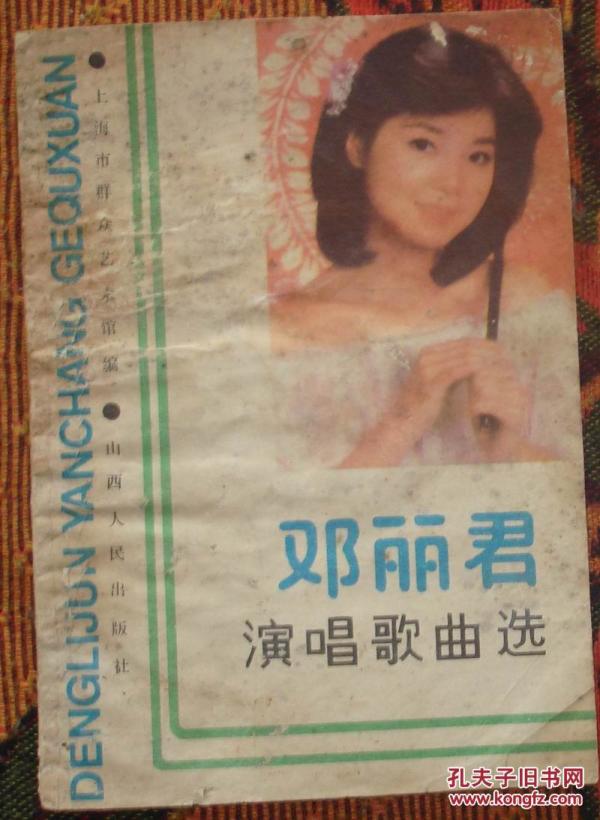 DENGLIJUN YANCHANG GEQUXUAN
●上海市群众艺术馆编
●山西人民出版社
邓丽君
演唱歌曲选
孔夫子旧书网
www.kongfz.com